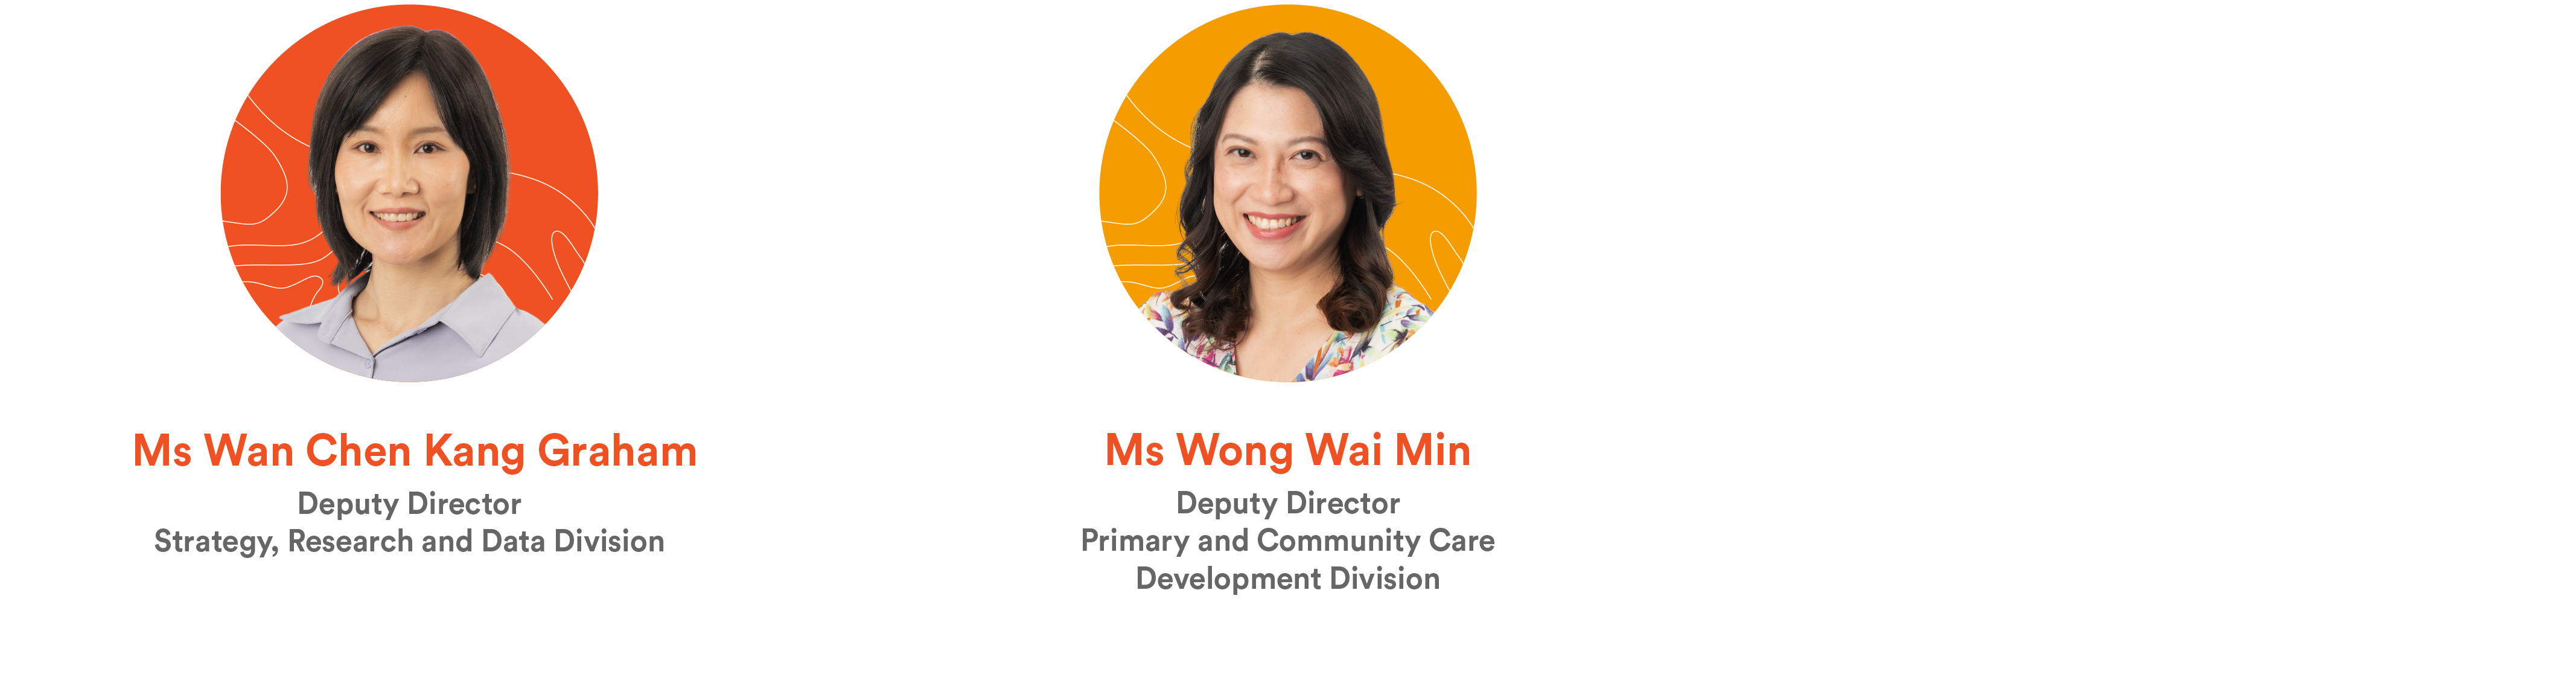 Ms Wan Chen Kang Graham
Deputy Director
Strategy, Research and Data Division
Ms Wong Wai Min
Deputy Director
Primary and Community Care
Development Division